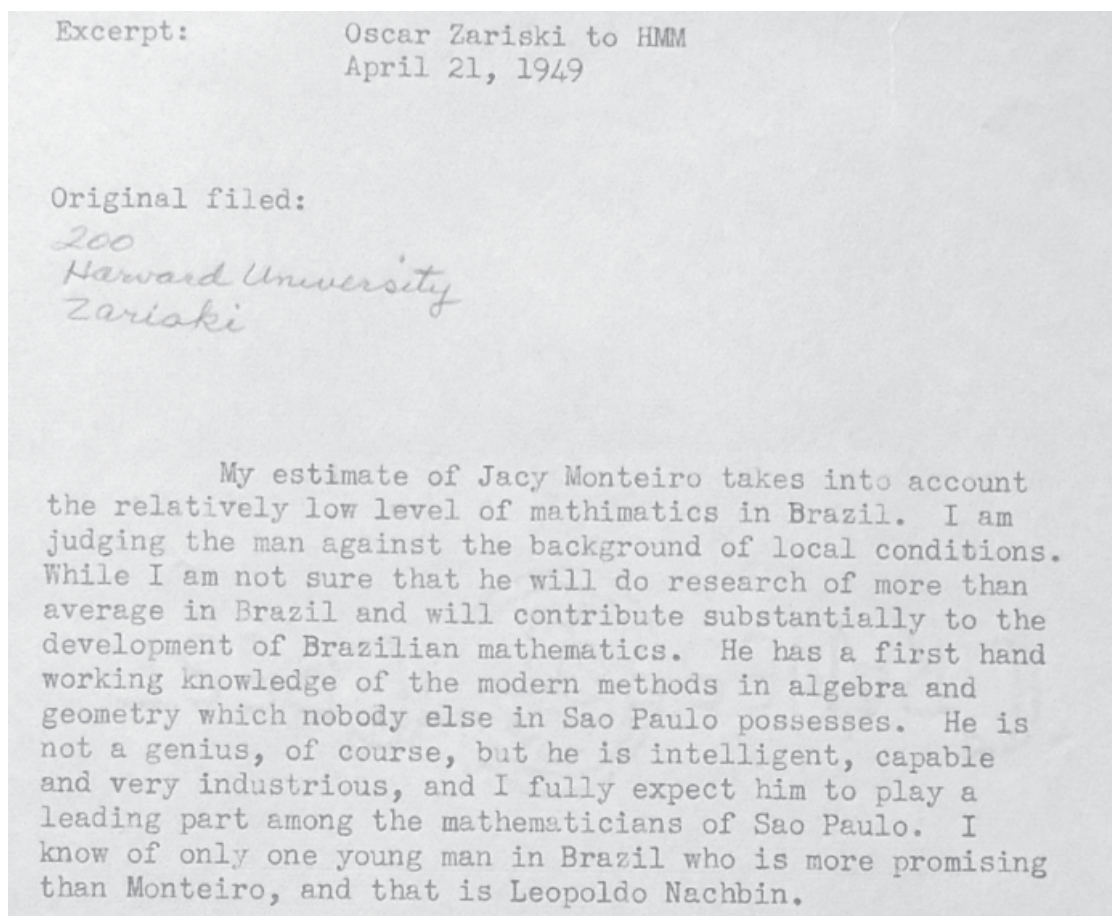 Excerpt: Oscar Zariski to HMM
April 21, 1949
Original filed:
200
Harvard University
Zariski
My estimate of Jacy Monteiro takes into account
the relatively low level of mathimatics in Brazil. I am
judging the man against the background of local conditions.
While I am not sure that he will do research of more than
average in Brazil and will contribute substantially to the
development of Brazilian mathematics. He has a first hand
working knowledge of the modern methods in algebra and
geometry which nobody else in Sao Paulo possesses. He is
not a genius, of course, but he is intelligent, capable
and very industrious, and I fully expect him to play a
leading part among the mathematicians of Sao Paulo. I
know of only one young man in Brazil who is more promising
than Monteiro, and that is Leopoldo Nachbin.